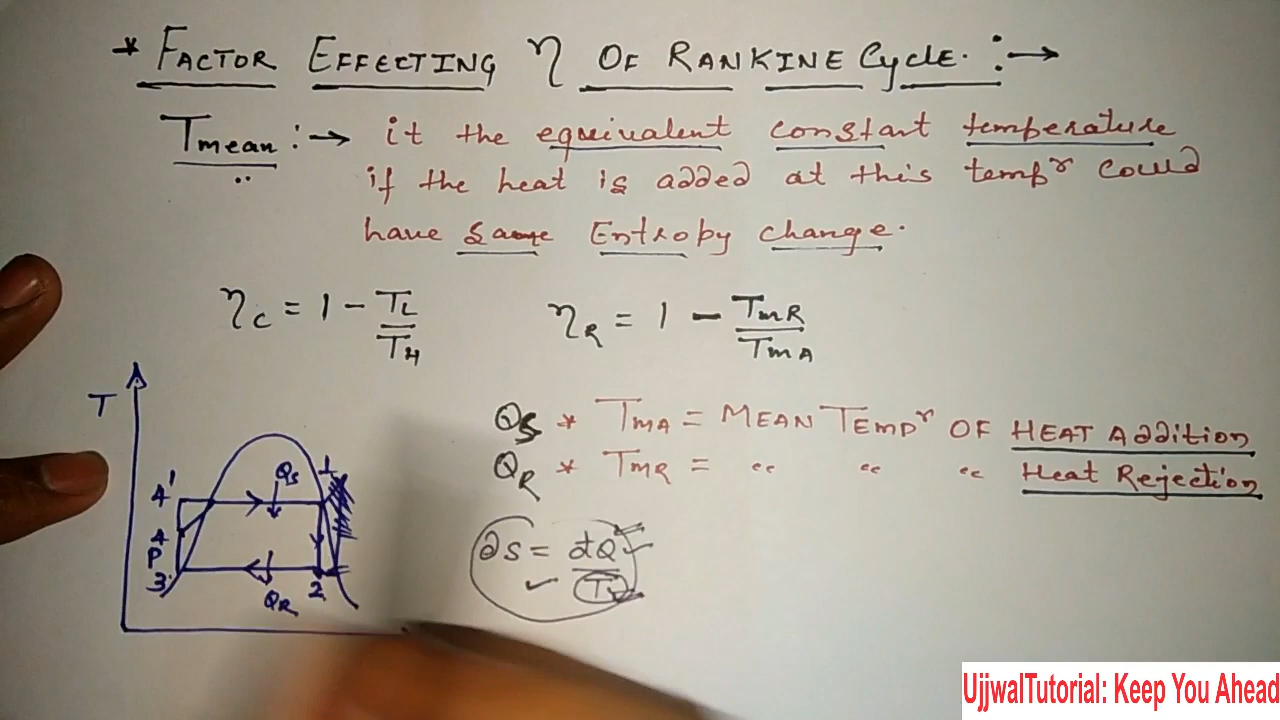 * FACTOR EFFECTING η OF RANKINE Cycle. :→
Tmean :→ it the equivalent constant temperature
if the heat is added at this tempr could
have same Entropy change.
ηC = 1 - TL/TH
ηR = 1 - TmR/TmA
QS * TmA = MEAN TEMPr OF HEAT Addition
QR * TmR = " " " Heat Rejection
T
4'
4
P
3
QS
1
QR
2
ds = dQ/T
UjjwalTutorial: Keep You Ahead